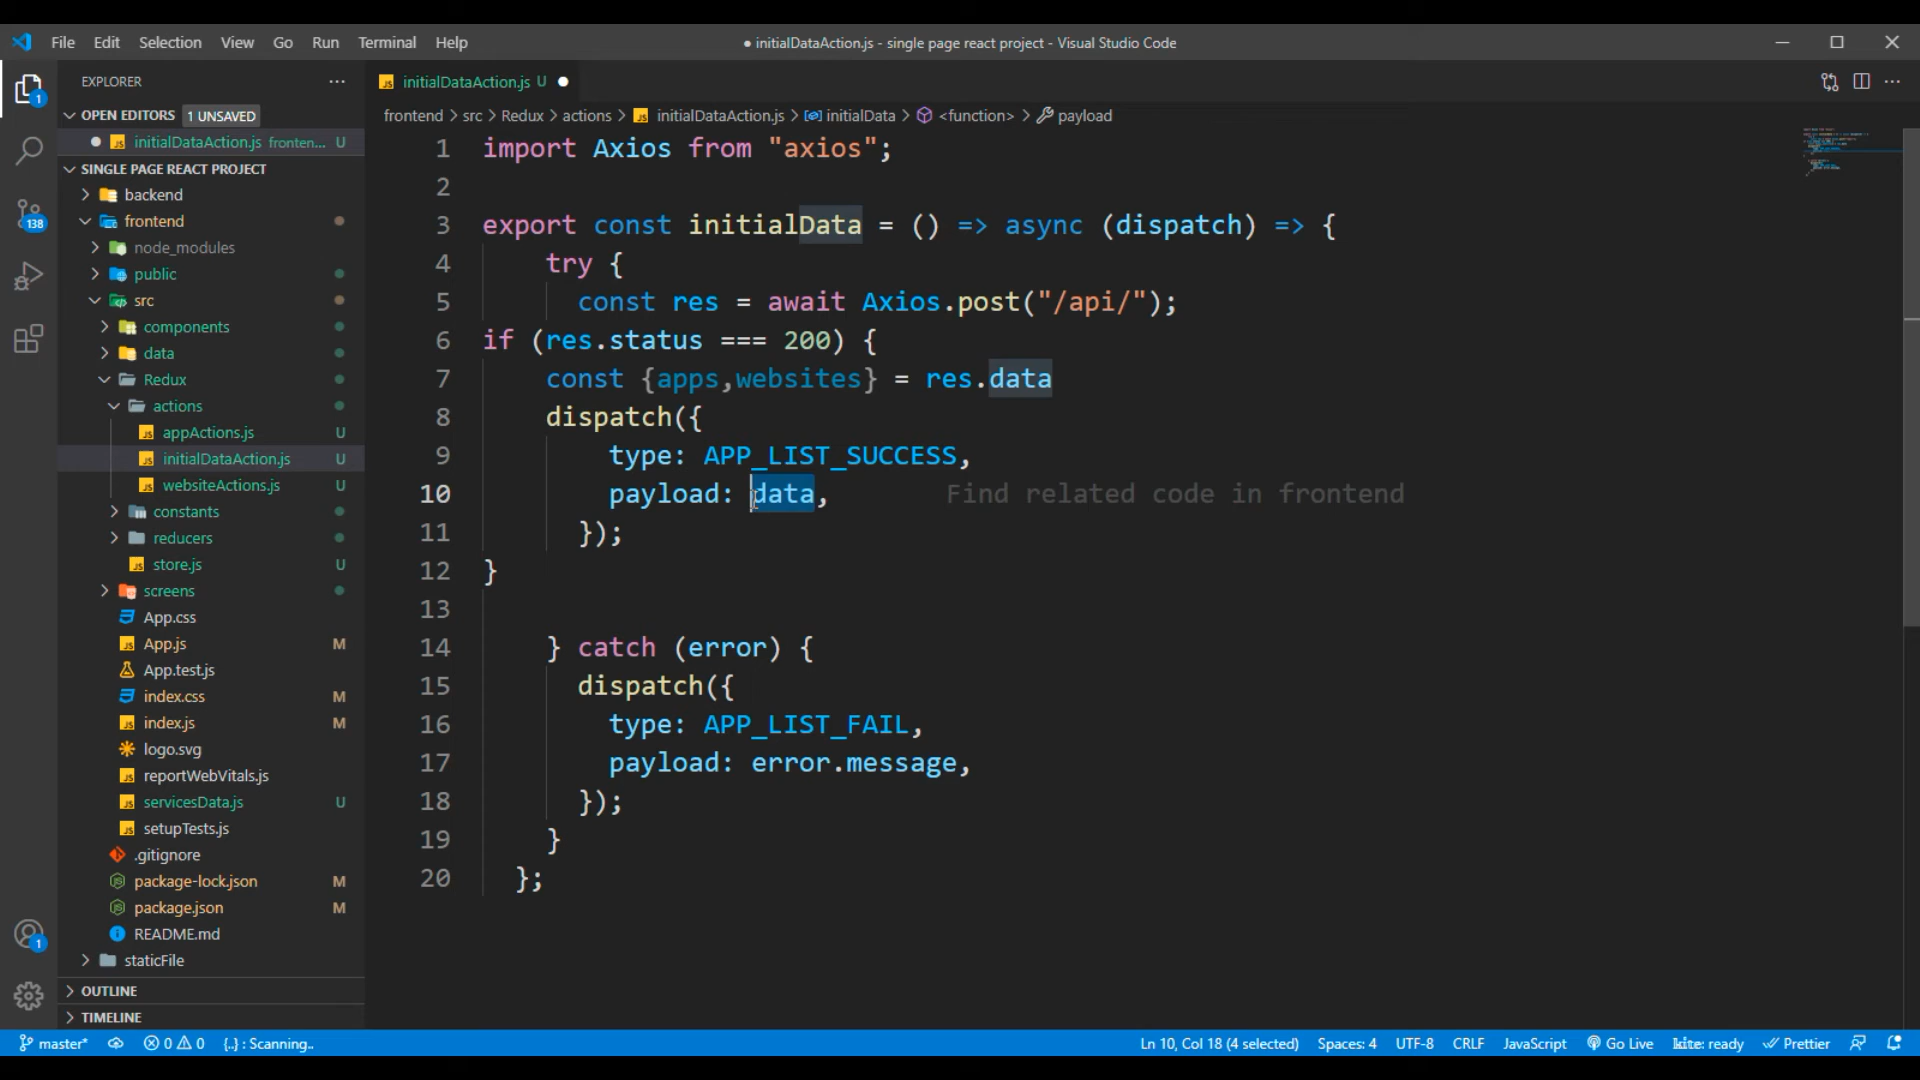 File Edit Selection View Go Run Terminal Help
● initialDataAction.js - single page react project - Visual Studio Code
EXPLORER
OPEN EDITORS 1 UNSAVED
initialDataAction.js fronten... U
SINGLE PAGE REACT PROJECT
backend
frontend
node_modules
public
src
components
data
Redux
actions
appActions.js U
initialDataAction.js U
websiteActions.js U
constants
reducers
store.js U
screens
App.css
App.js M
App.test.js
index.css M
index.js M
logo.svg
reportWebVitals.js
servicesData.js U
setupTests.js
.gitignore
package-lock.json M
package.json M
README.md
staticFile
OUTLINE
TIMELINE
1
138
1
initialDataAction.js U
frontend > src > Redux > actions > initialDataAction.js > initialData > <function> > payload
1 import Axios from "axios";
2
3 export const initialData = () => async (dispatch) => {
4 try {
5 const res = await Axios.post("/api/");
6 if (res.status === 200) {
7 const {apps,websites} = res.data
8 dispatch({
9 type: APP_LIST_SUCCESS,
10 payload: data, Find related code in frontend
11 });
12 }
13
14 } catch (error) {
15 dispatch({
16 type: APP_LIST_FAIL,
17 payload: error.message,
18 });
19 }
20 };
master* 0 0 {..} : Scanning.. Ln 10, Col 18 (4 selected) Spaces: 4 UTF-8 CRLF JavaScript Go Live kite: ready Prettier